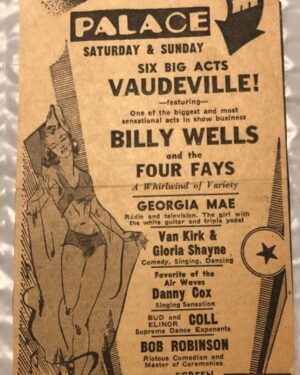 PALACE
SATURDAY & SUNDAY
SIX BIG ACTS
VAUDEVILLE!
—featuring—
One of the biggest and most
sensational acts in show business
BILLY WELLS
and the
FOUR FAYS
A Whirlwind of Variety
GEORGIA MAE
Radio and television. The girl with
the white guitar and triple yodel
Van Kirk &
Gloria Shayne
Comedy, Singing, Dancing
Favorite of the
Air Waves
Danny Cox
Singing Sensation
BUD and
ELINOR COLL
Supreme Dance Exponents
BOB ROBINSON
Riotous Comedian and
Master of Ceremonies
SCREEN